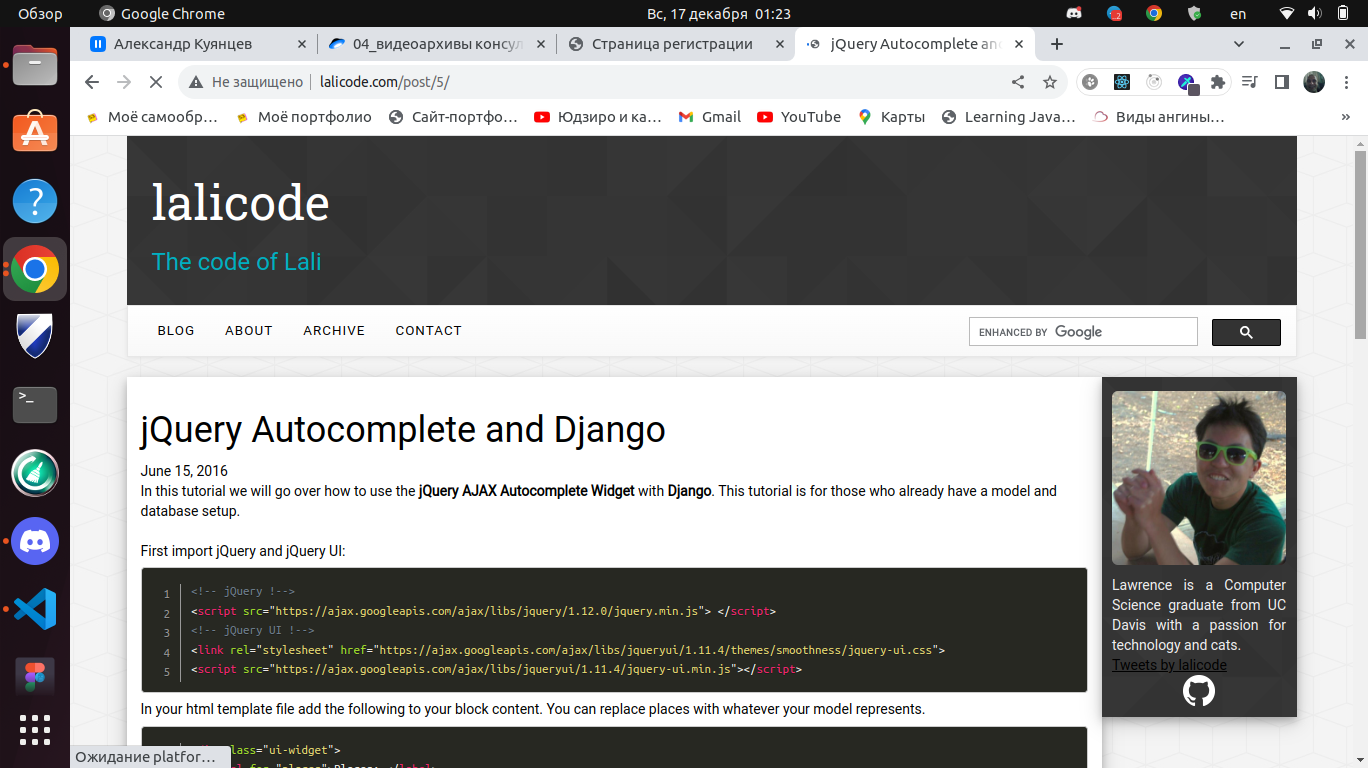 Обзор
Google Chrome
Вс, 17 декабря 01:23
en
Александр Куянцев
04_видеоархивы консул
Страница регистрации
jQuery Autocomplete and
Не защищено
lalicode.com/post/5/
Моё самообр…
Моё портфолио
Сайт-портфо…
Юдзиро и ка…
Gmail
YouTube
Карты
Learning Java…
Виды ангины…
»
lalicode
The code of Lali
BLOG
ABOUT
ARCHIVE
CONTACT
ENHANCED BY Google
jQuery Autocomplete and Django
June 15, 2016
In this tutorial we will go over how to use the jQuery AJAX Autocomplete Widget with Django. This tutorial is for those who already have a model and
database setup.
First import jQuery and jQuery UI:
1 <!-- jQuery !-->
2 <script src="https://ajax.googleapis.com/ajax/libs/jquery/1.12.0/jquery.min.js"> </script>
3 <!-- jQuery UI !-->
4 <link rel="stylesheet" href="https://ajax.googleapis.com/ajax/libs/jqueryui/1.11.4/themes/smoothness/jquery-ui.css">
5 <script src="https://ajax.googleapis.com/ajax/libs/jqueryui/1.11.4/jquery-ui.min.js"></script>
In your html template file add the following to your block content. You can replace places with whatever your model represents.
class="ui-widget">
Lawrence is a Computer
Science graduate from UC
Davis with a passion for
technology and cats.
Tweets by lalicode
Ожидание platfor…